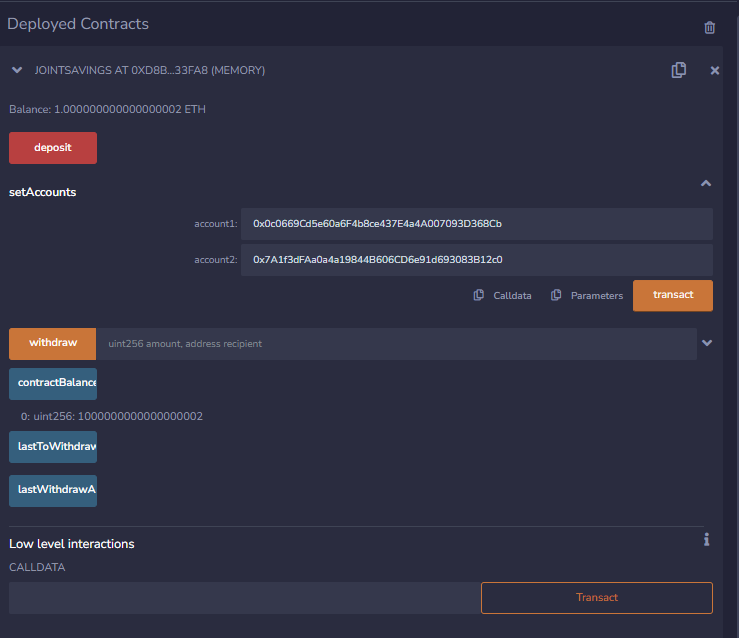 Deployed Contracts
JOINTSAVINGS AT 0XD8B...33FA8 (MEMORY)
Balance: 1.000000000000000002 ETH
deposit
setAccounts
account1: 0x0c0669Cd5e60a6F4b8ce437E4a4A007093D368Cb
account2: 0x7A1f3dFAa0a4a19844B606CD6e91d693083B12c0
Calldata Parameters transact
withdraw uint256 amount, address recipient
contractBalance
0: uint256: 1000000000000000002
lastToWithdraw
lastWithdrawA
Low level interactions
CALLDATA
Transact